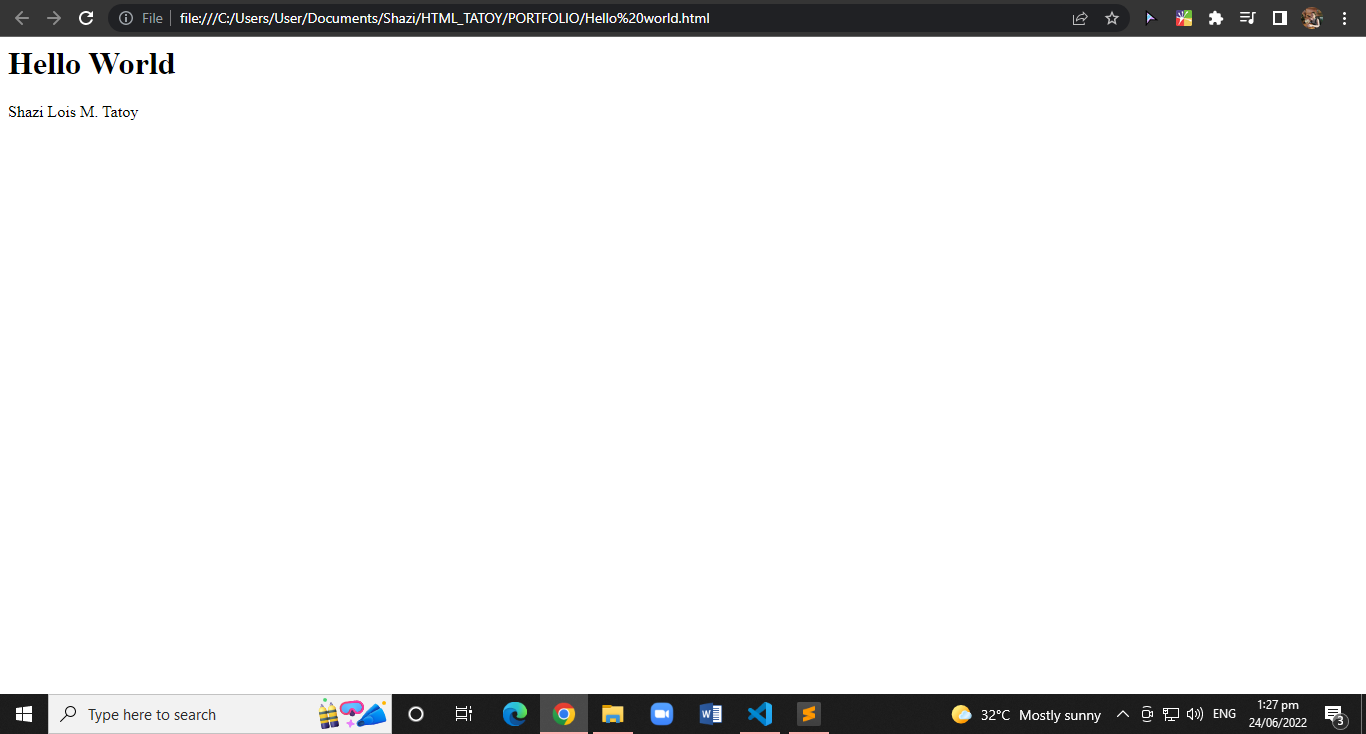 File file:///C:/Users/User/Documents/Shazi/HTML_TATOY/PORTFOLIO/Hello%20world.html
Hello World
Shazi Lois M. Tatoy
Type here to search
32°C Mostly sunny
ENG
1:27 pm
24/06/2022
3